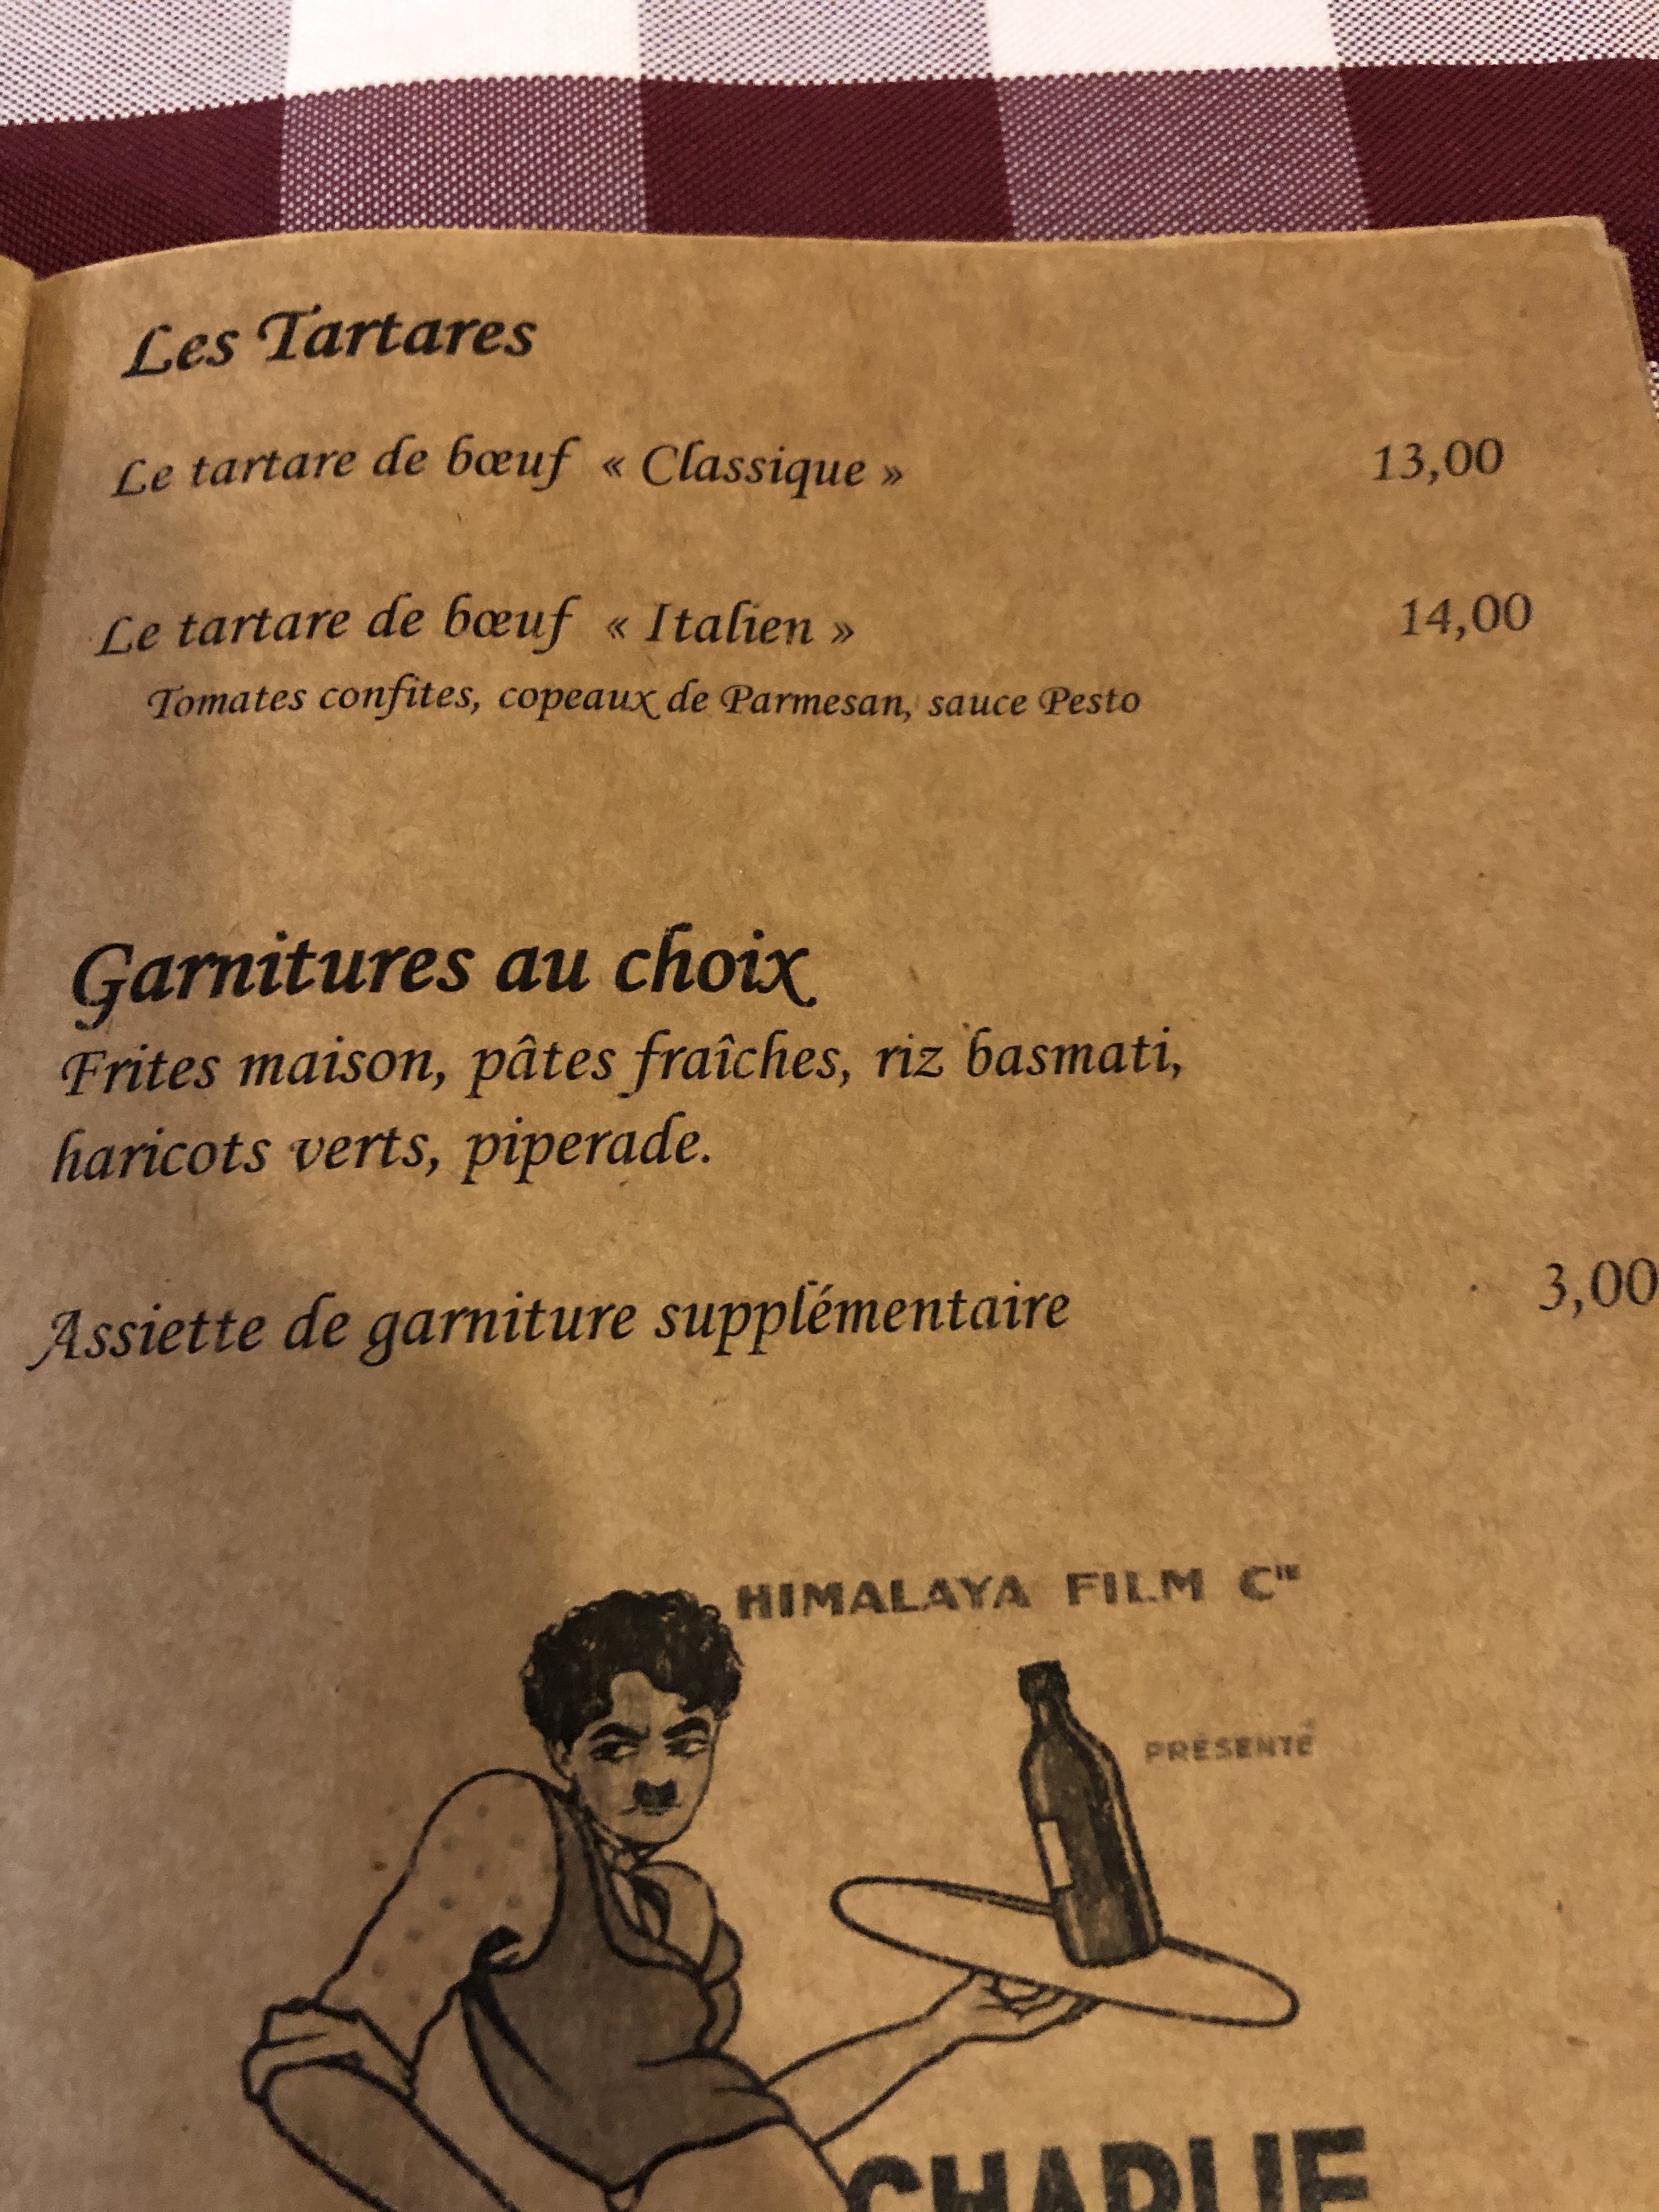 Les Tartares
Le tartare de bœuf « Classique » 13,00
Le tartare de bœuf « Italien » 14,00
Tomates confites, copeaux de Parmesan, sauce Pesto
Garnitures au choix
Frites maison, pâtes fraîches, riz basmati,
haricots verts, piperade.
Assiette de garniture supplémentaire 3,00
HIMALAYA FILM Cie
PRÉSENTE
CHARLIE